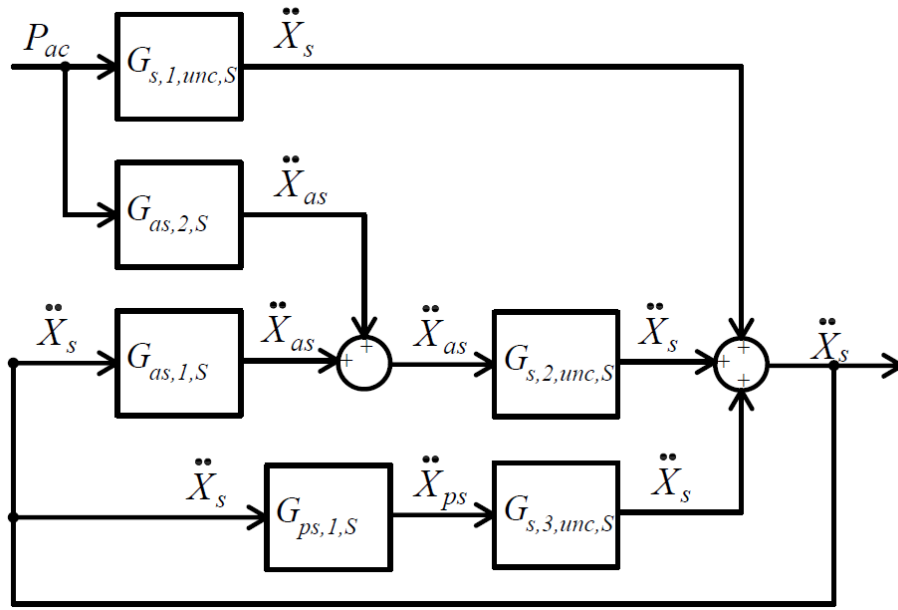 P_ac G_s,1,unc,S Ẍ_s
G_as,2,S Ẍ_as
+
Ẍ_s G_as,1,S Ẍ_as + Ẍ_as G_s,2,unc,S Ẍ_s + + Ẍ_s
+
Ẍ_s G_ps,1,S Ẍ_ps G_s,3,unc,S Ẍ_s